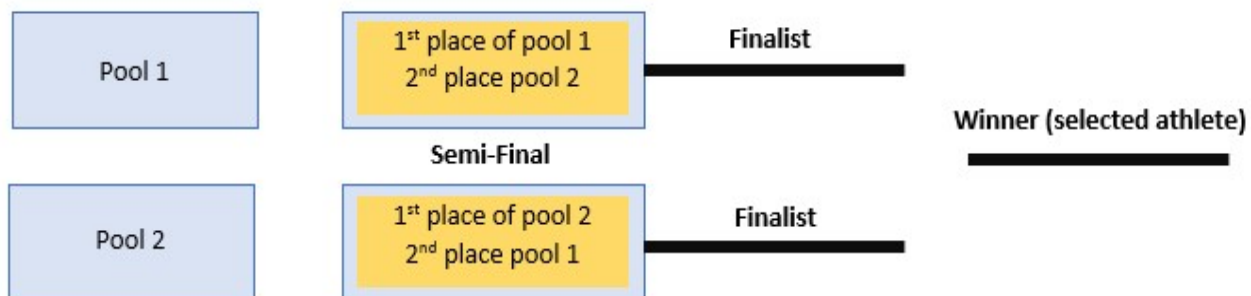 Pool 1
1st place of pool 1
2nd place pool 2
Finalist
Winner (selected athlete)
Semi-Final
Pool 2
1st place of pool 2
2nd place pool 1
Finalist